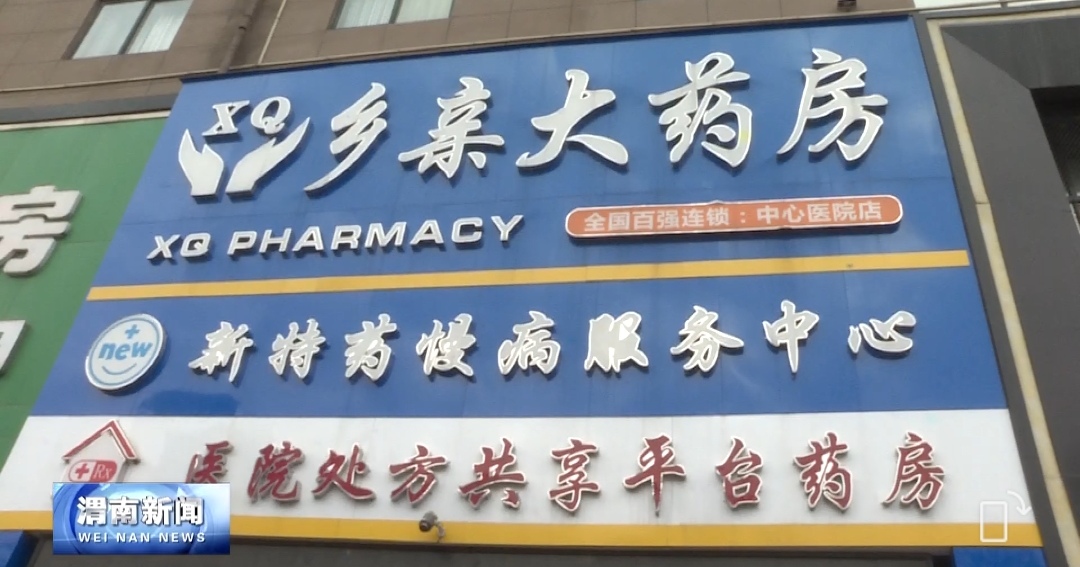 XQ
乡亲大药房
XQ PHARMACY
全国百强连锁：中心医院店
new
新特药慢病服务中心
Rx
医院处方共享平台药房
房
渭南新闻
WEI NAN NEWS